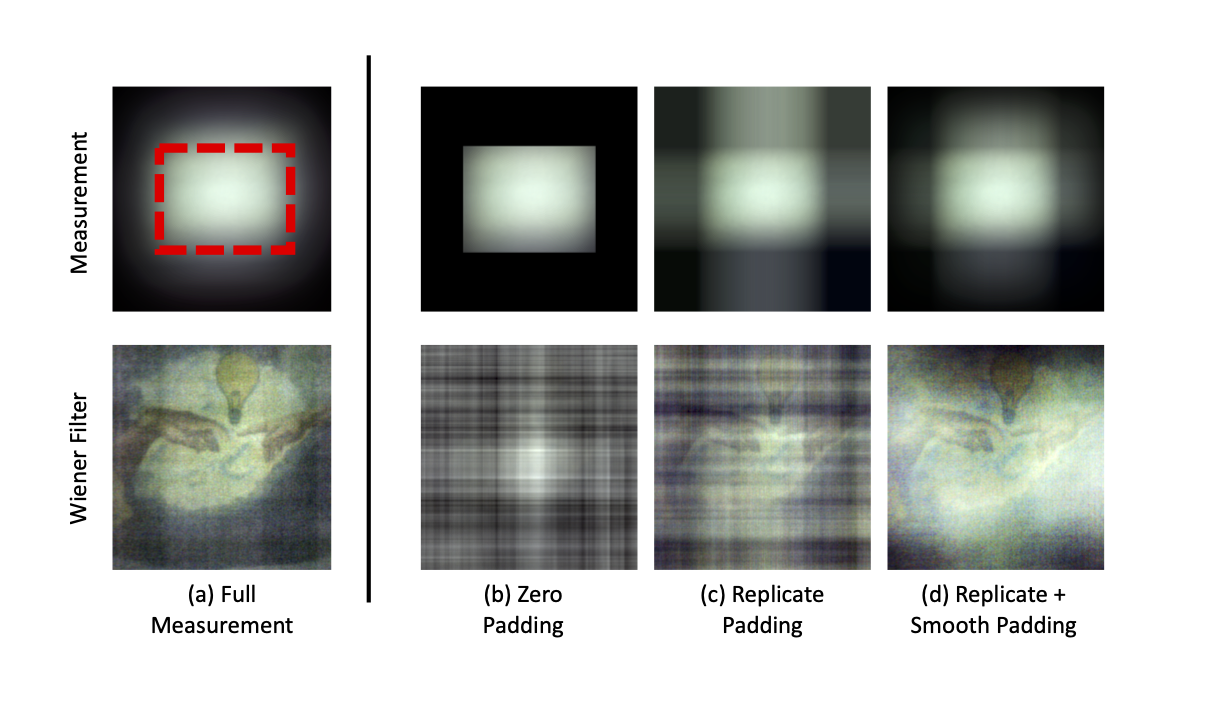 Measurement
Wiener Filter
(a) Full
Measurement
(b) Zero
Padding
(c) Replicate
Padding
(d) Replicate +
Smooth Padding